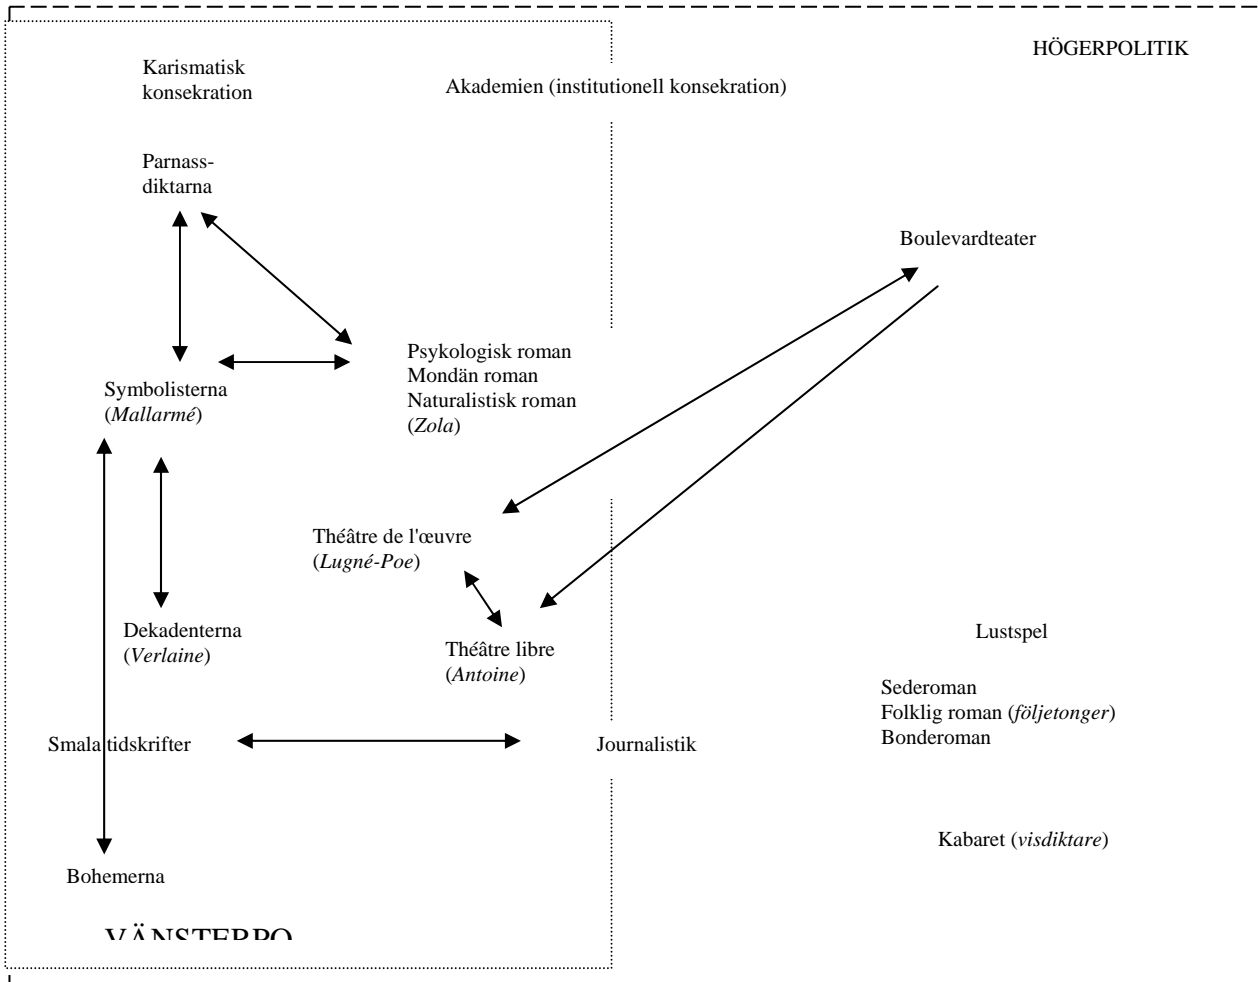 HÖGERPOLITIK
Karismatisk
konsekration
Akademien (institutionell konsekration)
Parnass-
diktarna
Boulevardteater
Psykologisk roman
Mondän roman
Naturalistisk roman
(Zola)
Symbolisterna
(Mallarmé)
Théâtre de l'œuvre
(Lugné-Poe)
Dekadenterna
(Verlaine)
Théâtre libre
(Antoine)
Lustspel
Sederoman
Folklig roman (följetonger)
Bonderoman
Smala tidskrifter
Journalistik
Kabaret (visdiktare)
Bohemerna
VÄNSTERPO